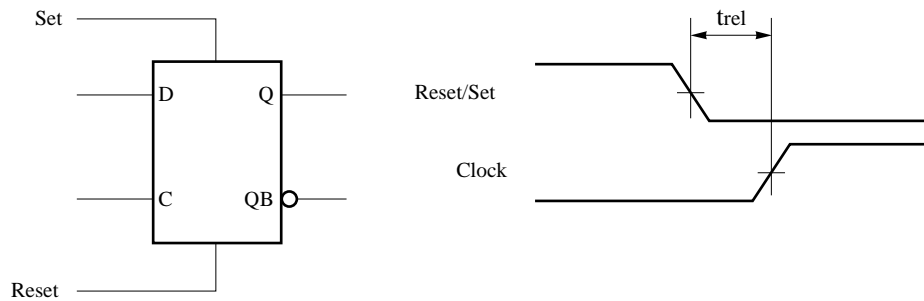 Set
D
Q
C
QB
Reset
trel
Reset/Set
Clock